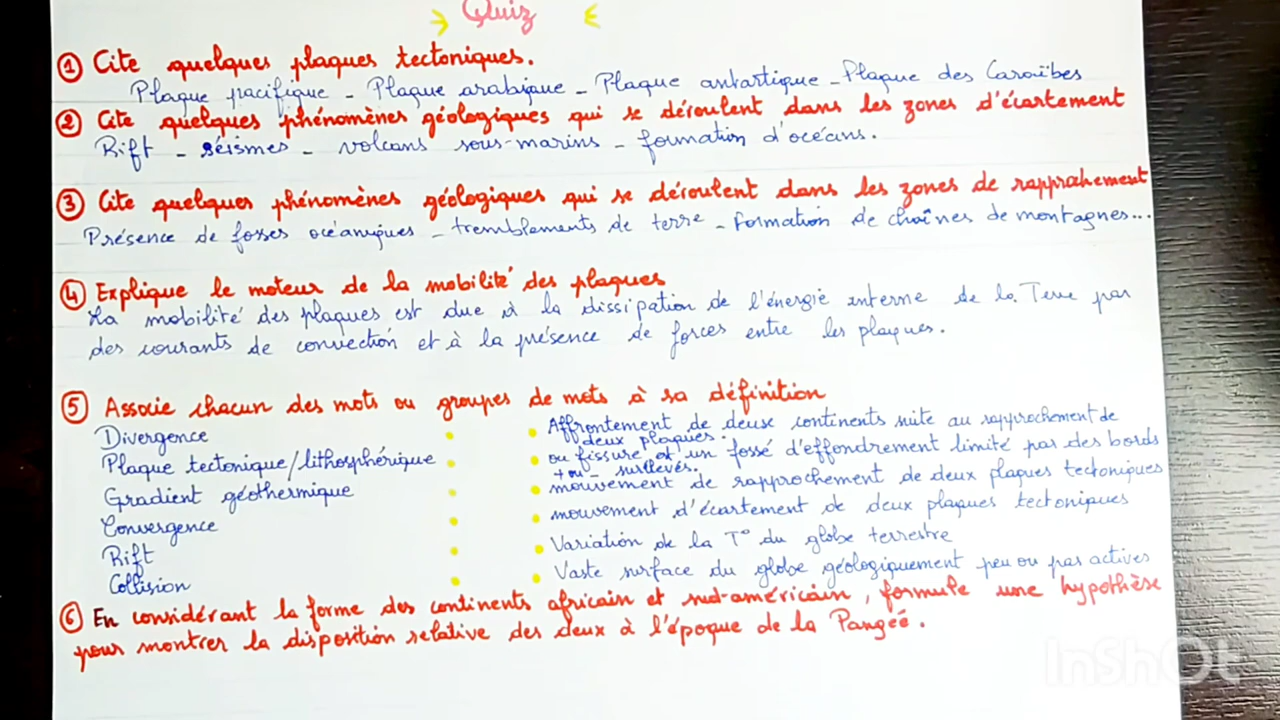 Quiz
① Cite quelques plaques tectoniques.
Plaque pacifique - Plaque arabique - Plaque antartique - Plaque des Caraïbes
② Cite quelques phénomènes géologiques qui se déroulent dans les zones d'écartement
Rift - séismes - volcans sous-marins - formation d'océans.
③ Cite quelques phénomènes géologiques qui se déroulent dans les zones de rapprochement
Présence de fosses océaniques - tremblements de terre - formation de chaînes de montagnes...
④ Explique le moteur de la mobilité des plaques
La mobilité des plaques est due à la dissipation de l'énergie interne de la Terre par
des courants de convection et à la présence de forces entre les plaques.
⑤ Associe chacun des mots ou groupes de mots à sa définition
Divergence
Plaque tectonique/lithosphérique
Gradient géothermique
Convergence
Rift
Collision
Affrontement de deux continents suite au rapprochement de
deux plaques.
ou fissure est un fossé d'effondrement limité par des bords
+ ou - surélevés.
mouvement de rapprochement de deux plaques tectoniques
mouvement d'écartement de deux plaques tectoniques
Variation de la T° du globe terrestre
Vaste surface du globe géologiquement peu ou pas actives
⑥ En considérant la forme des continents africain et sud-américain, formule une hypothèse
pour montrer la disposition relative des deux à l'époque de la Pangéé.
InShOt